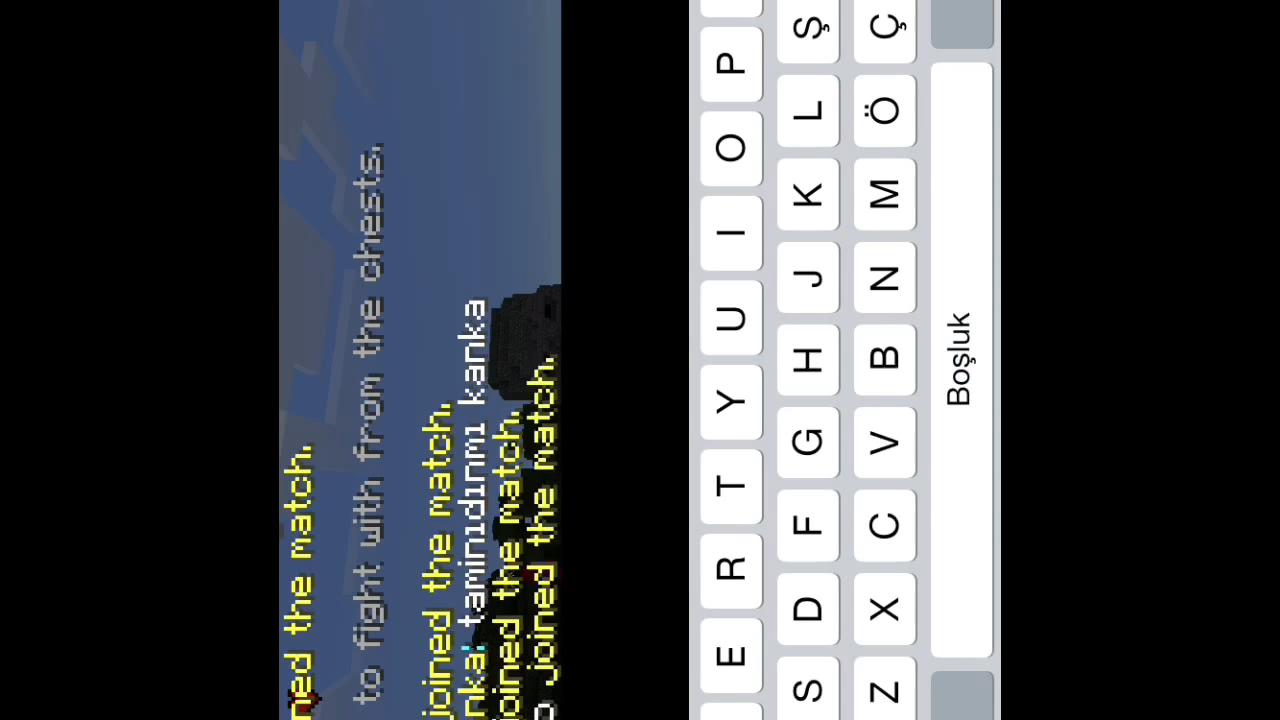 ned the match.
to fight with from the chests.
joined the match.
nka: tamınıdınmı kanka
joined the match.
o joined the match.
E R T Y U I O P
S D F G H J K L Ş
Z X C V B N M Ö Ç
Boşluk